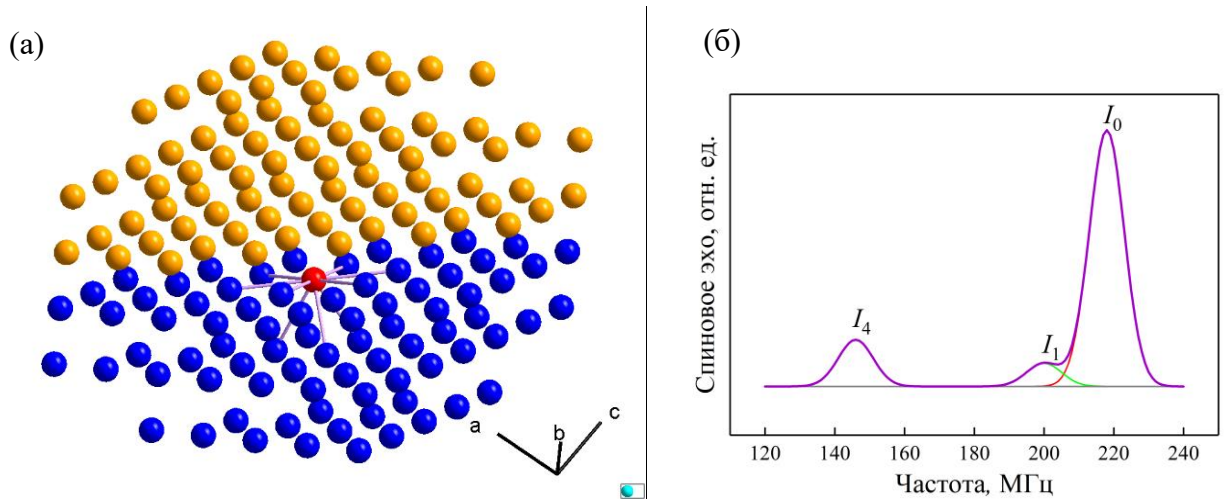 (а)
a
b
c
(б)
Спиновое эхо, отн. ед.
I₀
I₁
I₄
120 140 160 180 200 220 240
Частота, МГц